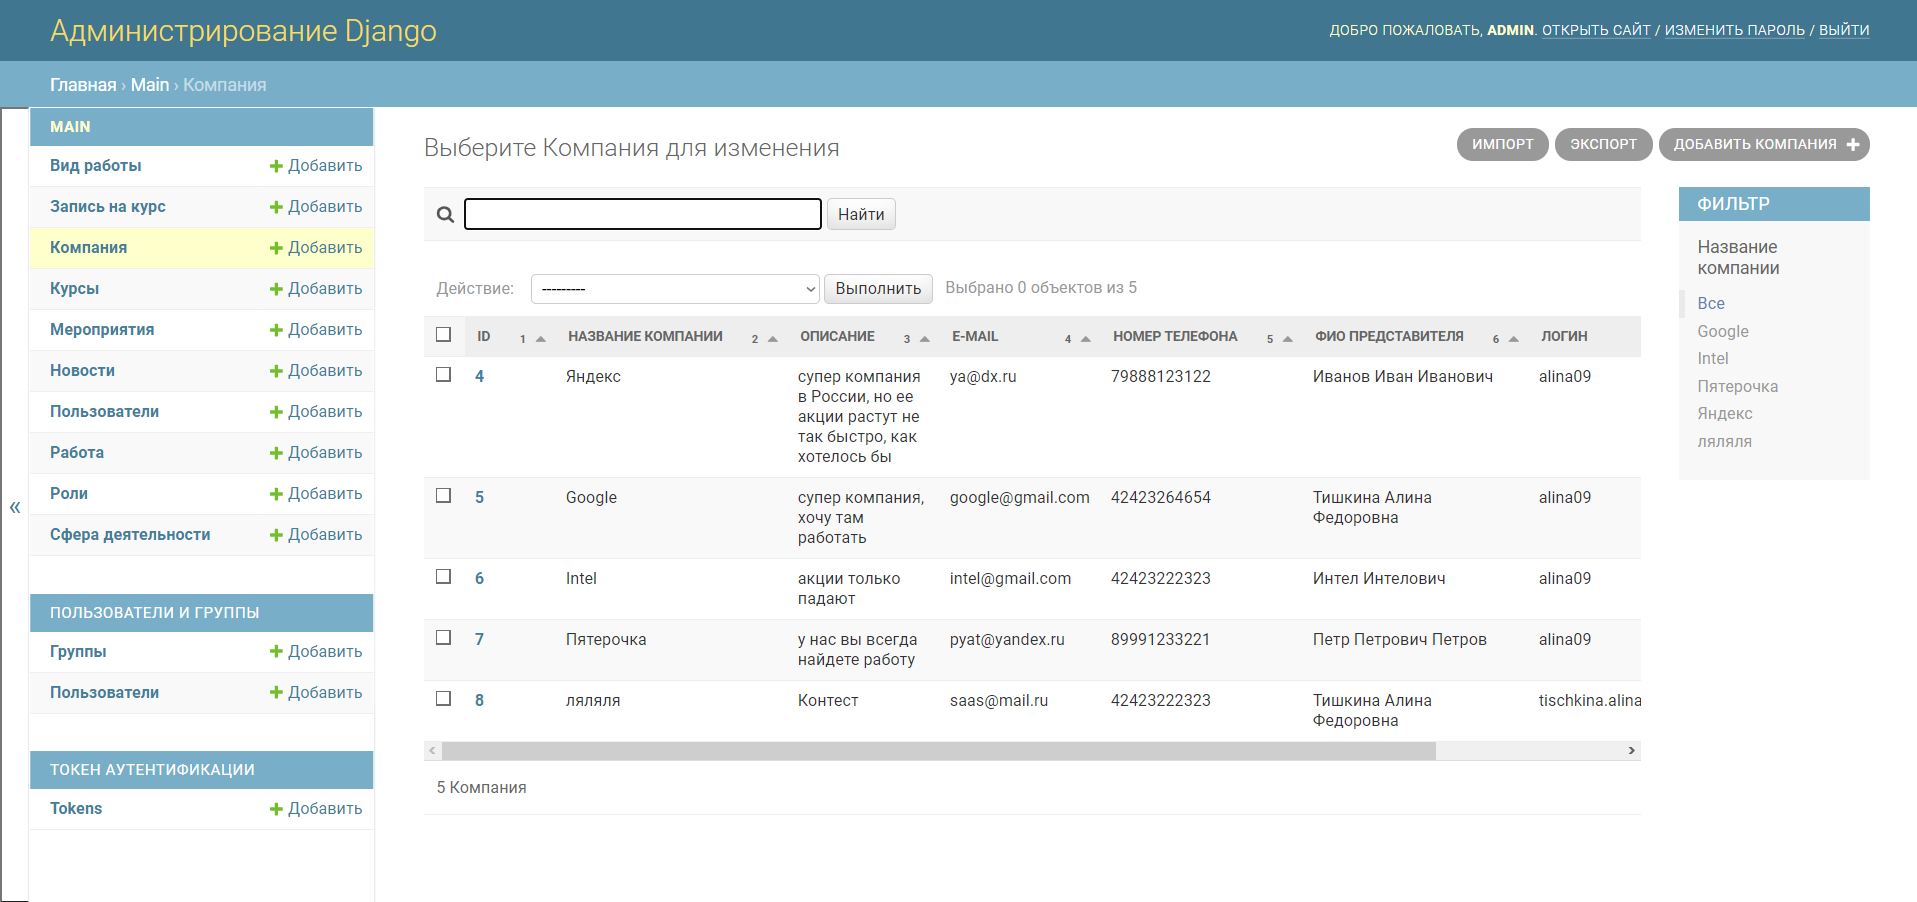 Администрирование Django
ДОБРО ПОЖАЛОВАТЬ, ADMIN. ОТКРЫТЬ САЙТ / ИЗМЕНИТЬ ПАРОЛЬ / ВЫЙТИ
Главная › Main › Компания
«
MAIN
Вид работы Добавить
Запись на курс Добавить
Компания Добавить
Курсы Добавить
Мероприятия Добавить
Новости Добавить
Пользователи Добавить
Работа Добавить
Роли Добавить
Сфера деятельности Добавить
ПОЛЬЗОВАТЕЛИ И ГРУППЫ
Группы Добавить
Пользователи Добавить
ТОКЕН АУТЕНТИФИКАЦИИ
Tokens Добавить
Выберите Компания для изменения
ИМПОРТ ЭКСПОРТ ДОБАВИТЬ КОМПАНИЯ
Найти
Действие: --------- Выполнить Выбрано 0 объектов из 5
ID 1 НАЗВАНИЕ КОМПАНИИ 2 ОПИСАНИЕ 3 E-MAIL 4 НОМЕР ТЕЛЕФОНА 5 ФИО ПРЕДСТАВИТЕЛЯ 6 ЛОГИН
4 Яндекс супер компания ya@dx.ru 79888123122 Иванов Иван Иванович alina09
в России, но ее
акции растут не
так быстро, как
хотелось бы
5 Google супер компания, google@gmail.com 42423264654 Тишкина Алина alina09
хочу там Федоровна
работать
6 Intel акции только intel@gmail.com 42423222323 Интел Интелович alina09
падают
7 Пятерочка у нас вы всегда pyat@yandex.ru 89991233221 Петр Петрович Петров alina09
найдете работу
8 ляляля Контест saas@mail.ru 42423222323 Тишкина Алина tischkina.alina
Федоровна
5 Компания
ФИЛЬТР
Название
компании
Все
Google
Intel
Пятерочка
Яндекс
ляляля